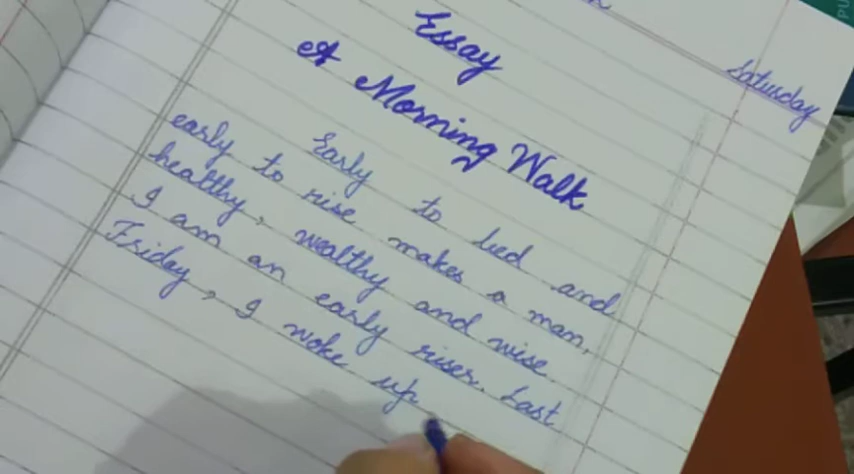 Saturday
Essay
A Morning Walk
Early to bed and
early to rise makes a man,
healthy, wealthy and wise.
I am an early riser. Last
Friday, I woke up